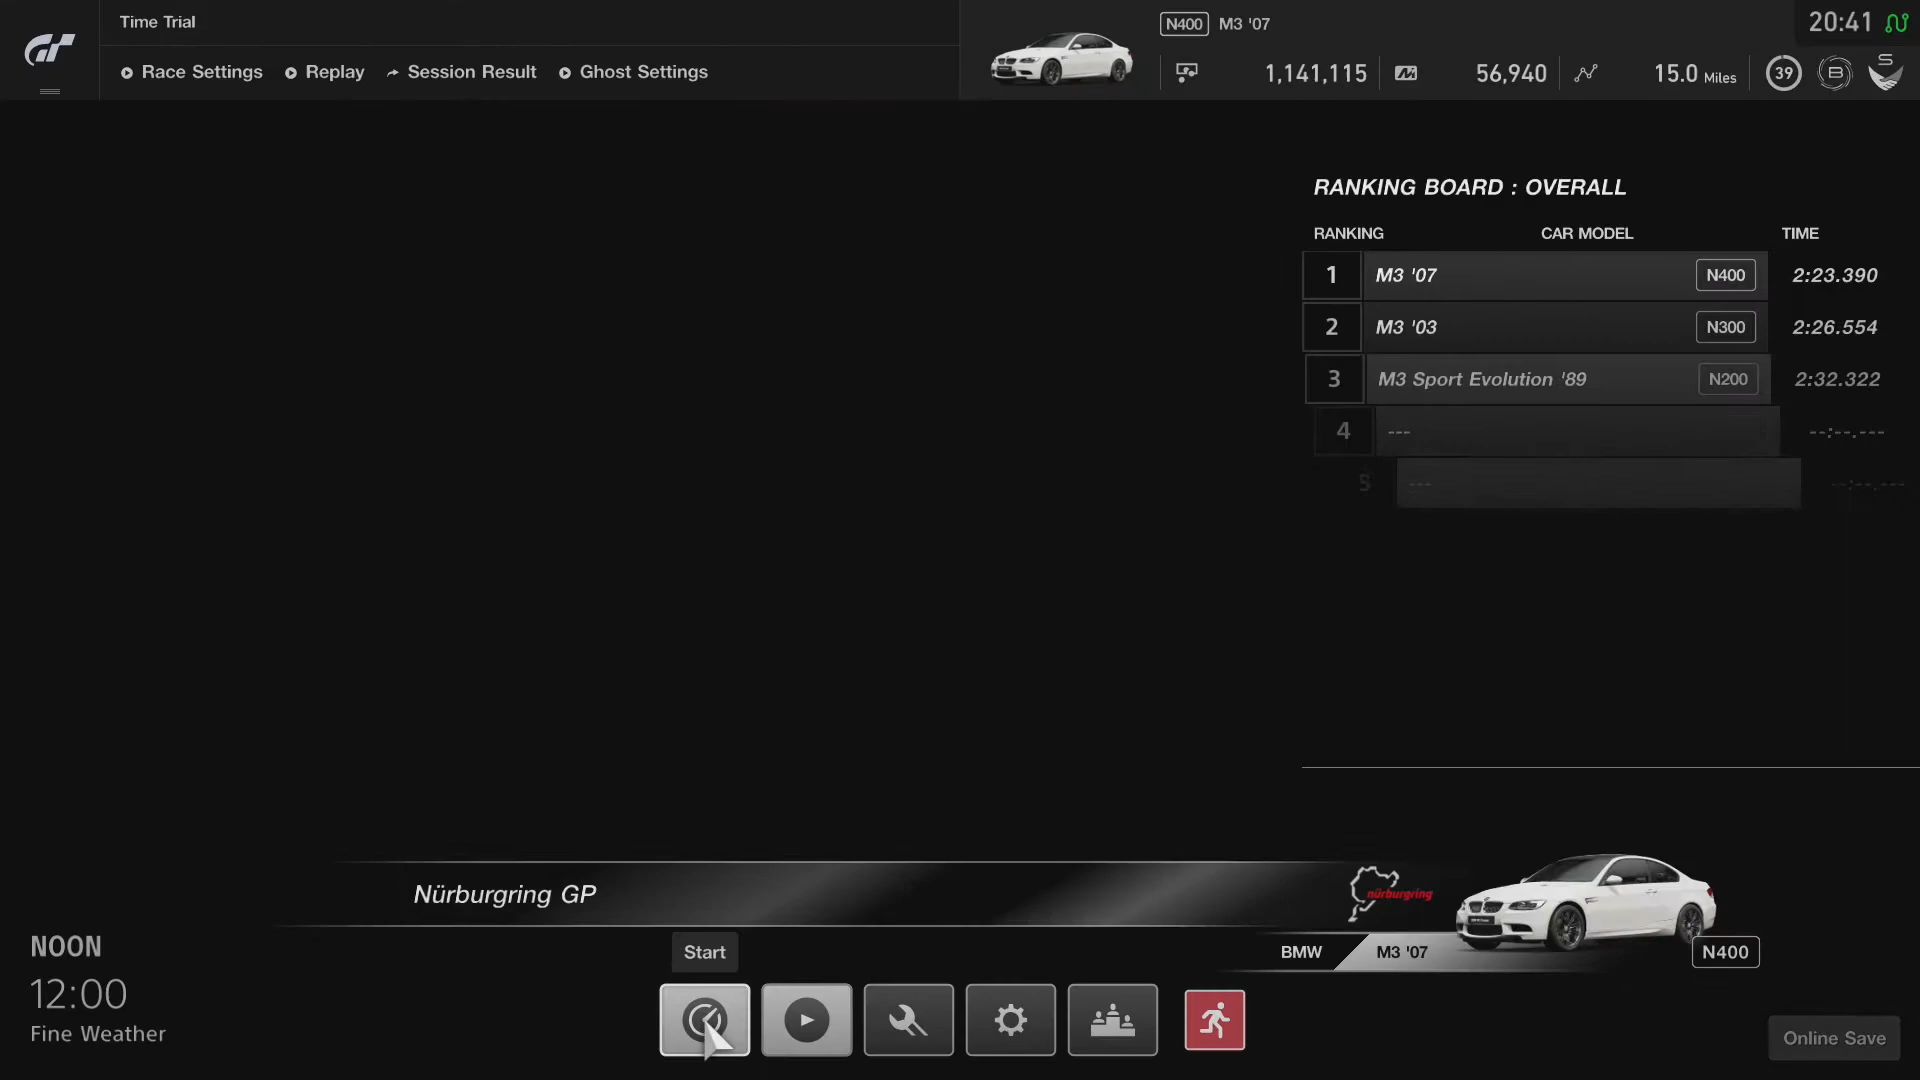 Time Trial
Race Settings Replay Session Result Ghost Settings
N400 M3 '07
20:41
1,141,115 56,940 15.0 Miles 39 B S
RANKING BOARD : OVERALL
RANKING CAR MODEL TIME
1 M3 '07 N400 2:23.390
2 M3 '03 N300 2:26.554
3 M3 Sport Evolution '89 N200 2:32.322
4 --- --:--.---
5 --- --:--.---
Nürburgring GP
nürburgring
BMW M3 '07 N400
NOON
12:00
Fine Weather
Start
Online Save